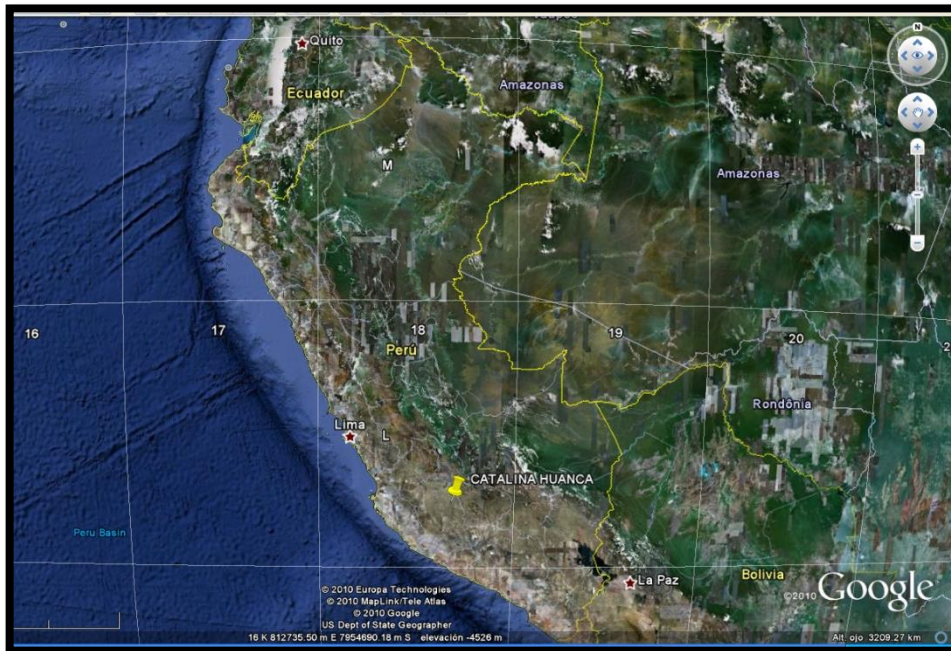 N
Quito
Ecuador
Amazonas
M
Amazonas
16
17
18
19
20
Perú
Rondônia
Lima
L
CATALINA HUANCA
Peru Basin
La Paz
Bolivia
©2010 Google
© 2010 Europa Technologies
© 2010 MapLink/Tele Atlas
© 2010 Google
US Dept of State Geographer
16 K 812735.50 m E 7954690.18 m S elevación -4526 m
Alt. ojo 3209.27 km